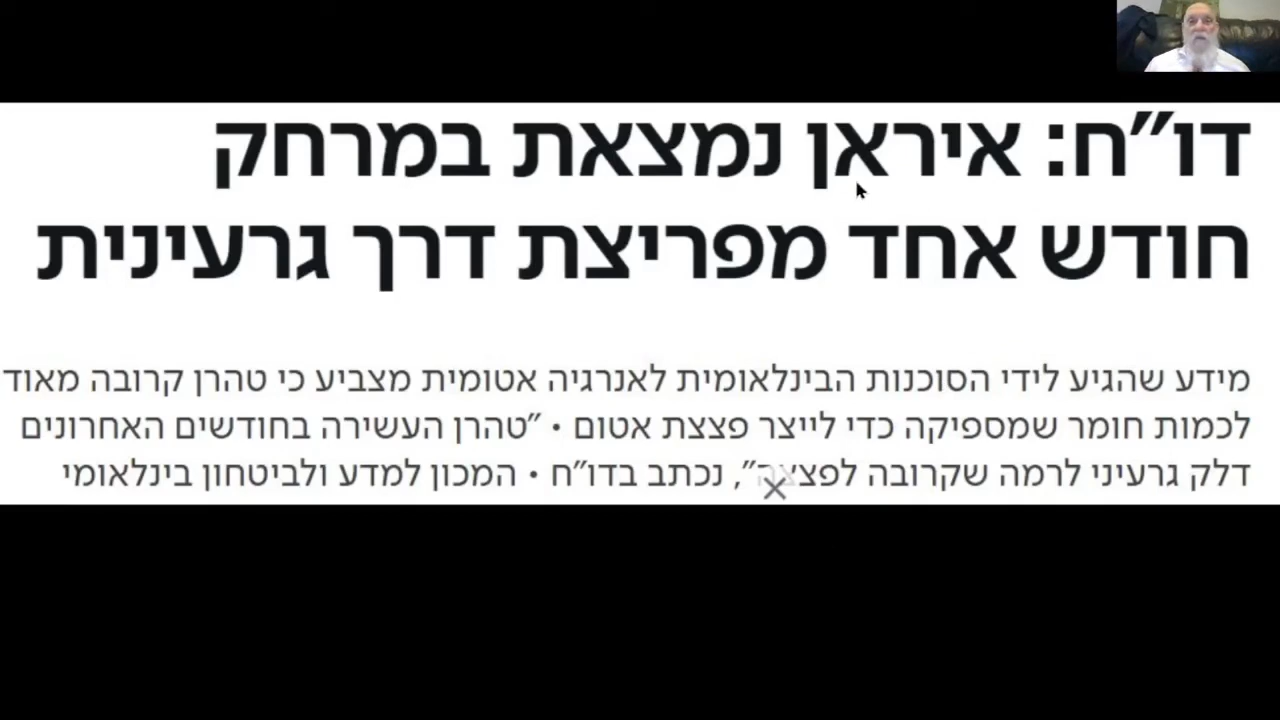 דו״ח: איראן נמצאת במרחק
חודש אחד מפריצת דרך גרעינית
מידע שהגיע לידי הסוכנות הבינלאומית לאנרגיה אטומית מצביע כי טהרן קרובה מאוד
לכמות חומר שמספיקה כדי לייצר פצצת אטום • ״טהרן העשירה בחודשים האחרונים
דלק גרעיני לרמה שקרובה לפצצה״, נכתב בדו״ח • המכון למדע ולביטחון בינלאומי